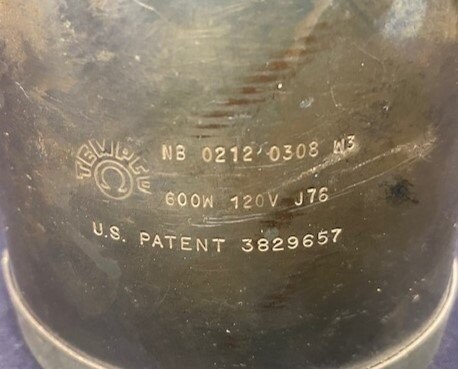 TEMPCO
Ω
NB 0212 0308 W3
600W 120V J76
U.S. PATENT 3829657